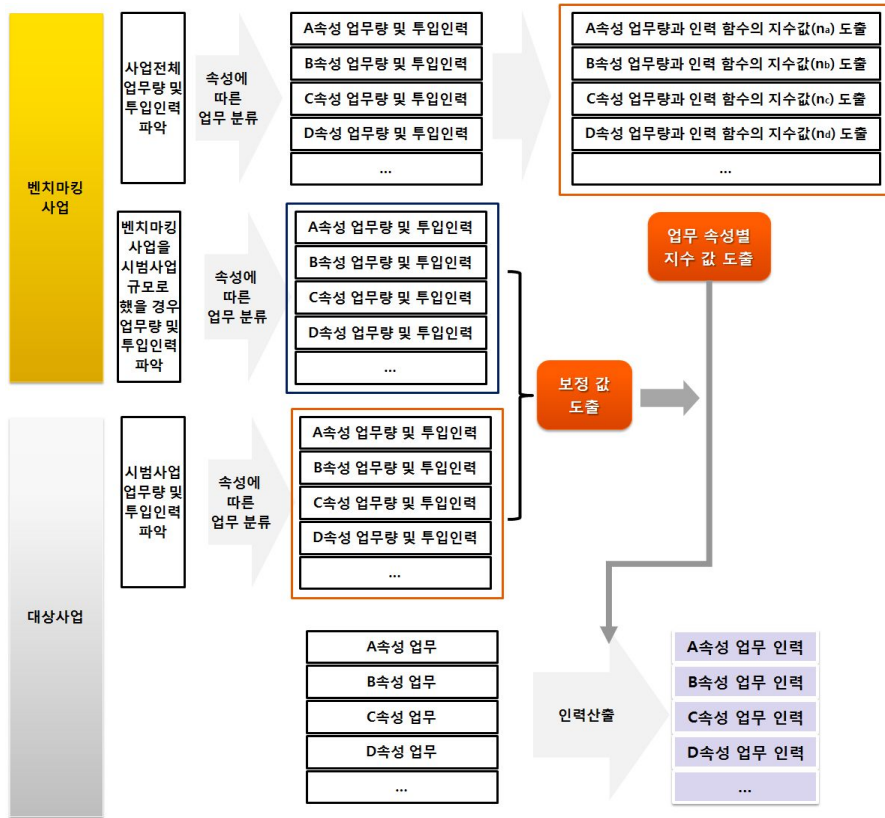 벤치마킹
사업
사업전체
업무량 및
투입인력
파악
속성에
따른
업무 분류
A속성 업무량 및 투입인력
B속성 업무량 및 투입인력
C속성 업무량 및 투입인력
D속성 업무량 및 투입인력
...
A속성 업무량과 인력 함수의 지수값(na) 도출
B속성 업무량과 인력 함수의 지수값(nb) 도출
C속성 업무량과 인력 함수의 지수값(nc) 도출
D속성 업무량과 인력 함수의 지수값(nd) 도출
...
벤치마킹
사업을
시범사업
규모로
했을 경우
업무량 및
투입인력
파악
속성에
따른
업무 분류
A속성 업무량 및 투입인력
B속성 업무량 및 투입인력
C속성 업무량 및 투입인력
D속성 업무량 및 투입인력
...
업무 속성별
지수 값 도출
보정 값
도출
대상사업
시범사업
업무량 및
투입인력
파악
속성에
따른
업무 분류
A속성 업무량 및 투입인력
B속성 업무량 및 투입인력
C속성 업무량 및 투입인력
D속성 업무량 및 투입인력
...
A속성 업무
B속성 업무
C속성 업무
D속성 업무
...
인력산출
A속성 업무 인력
B속성 업무 인력
C속성 업무 인력
D속성 업무 인력
...